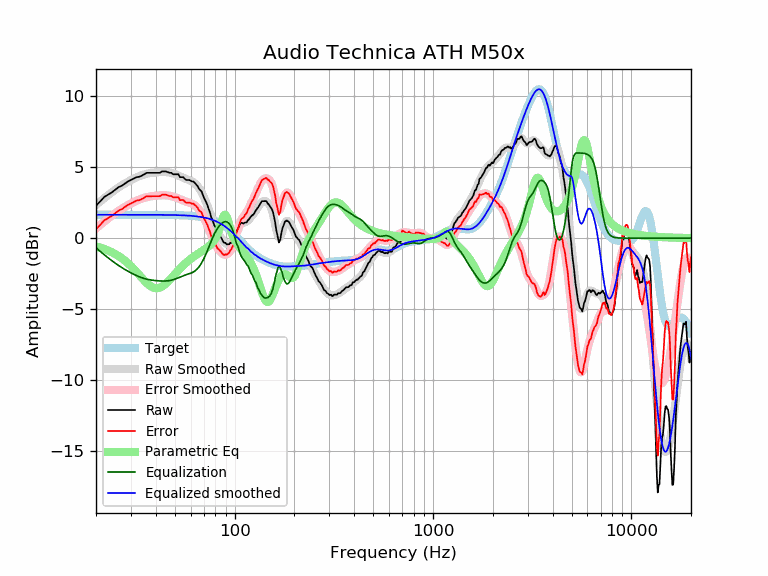 Audio Technica ATH M50x
Amplitude (dBr)
10
5
0
−5
−10
−15
Target
Raw Smoothed
Error Smoothed
Raw
Error
Parametric Eq
Equalization
Equalized smoothed
100
1000
10000
Frequency (Hz)